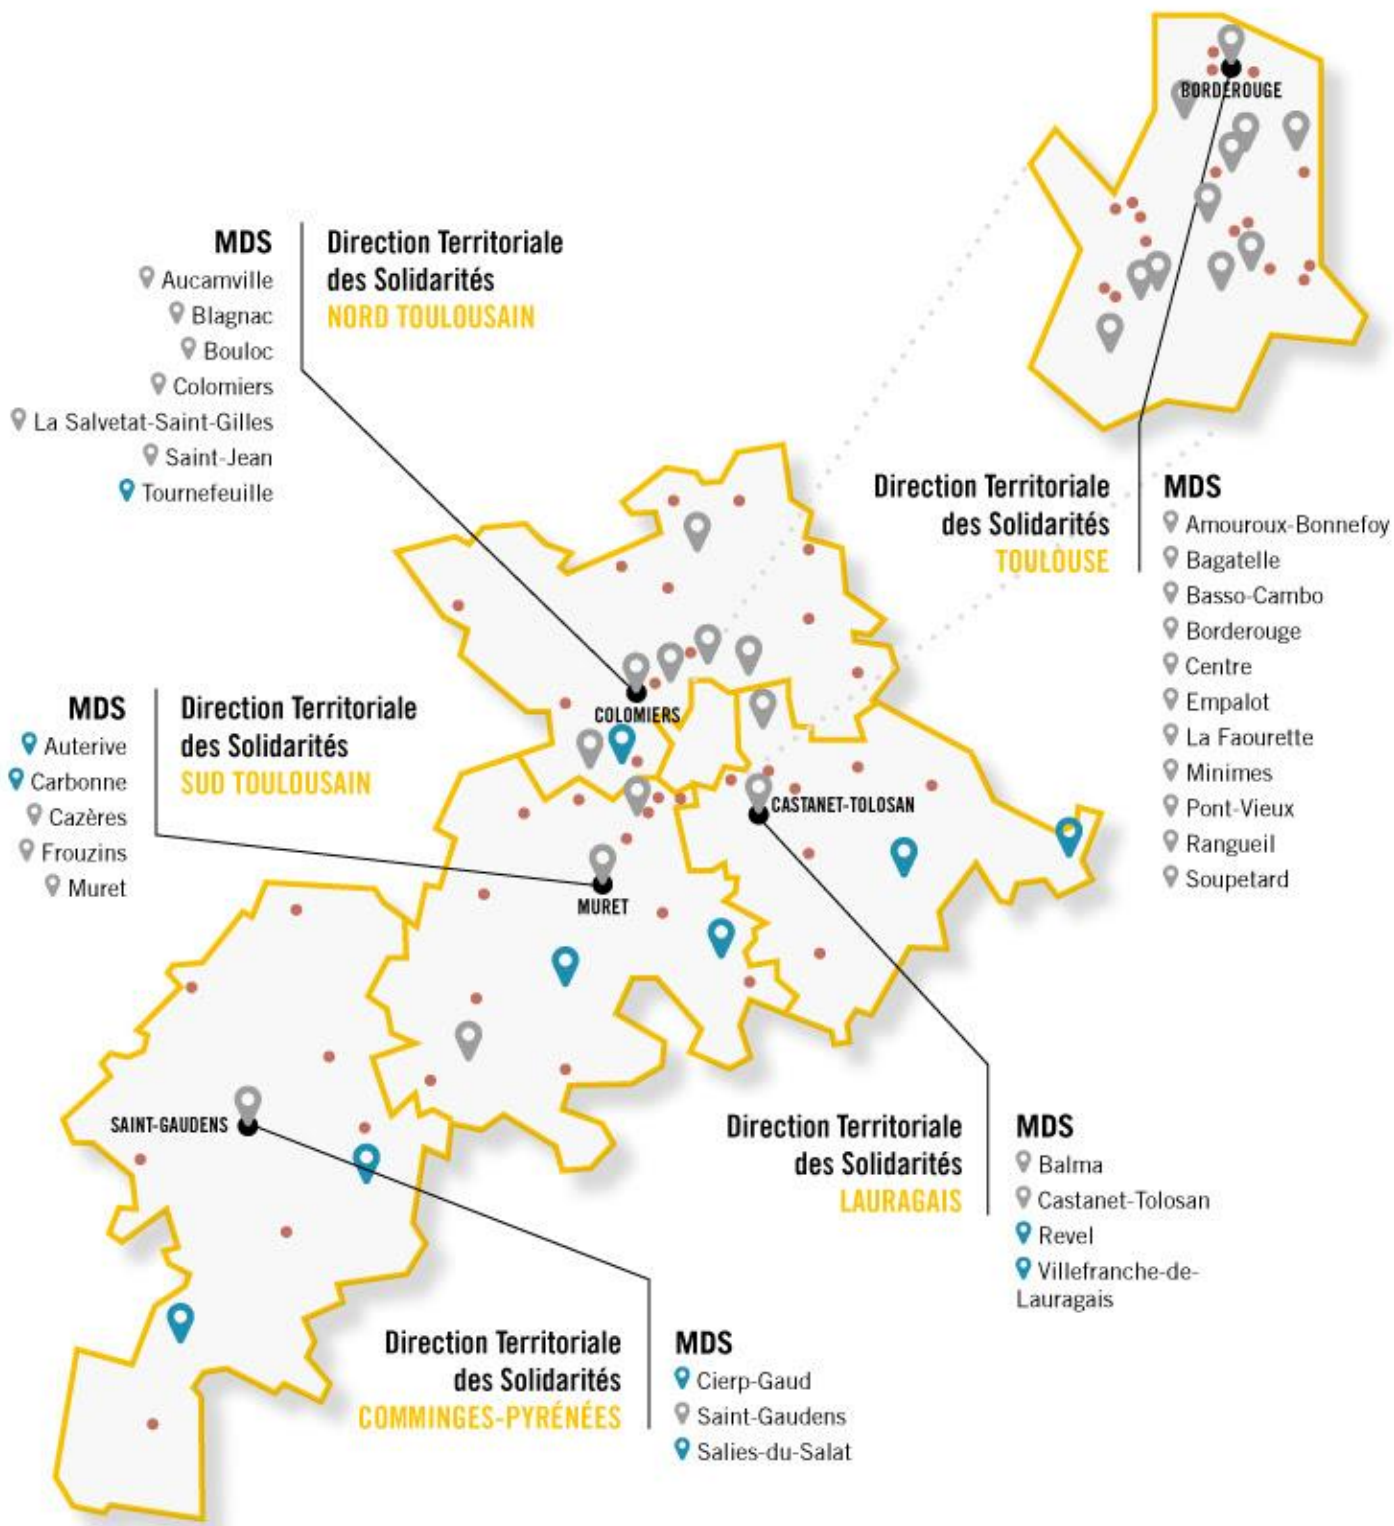 BORDEROUGE
MDS
Aucamville
Blagnac
Bouloc
Colomiers
La Salvetat-Saint-Gilles
Saint-Jean
Tournefeuille
Direction Territoriale
des Solidarités
NORD TOULOUSAIN
Direction Territoriale
des Solidarités
TOULOUSE
MDS
Amouroux-Bonnefoy
Bagatelle
Basso-Cambo
Borderouge
Centre
Empalot
La Faourette
Minimes
Pont-Vieux
Rangueil
Soupetard
COLOMIERS
MDS
Auterive
Carbonne
Cazères
Frouzins
Muret
Direction Territoriale
des Solidarités
SUD TOULOUSAIN
CASTANET-TOLOSAN
MURET
SAINT-GAUDENS
Direction Territoriale
des Solidarités
LAURAGAIS
MDS
Balma
Castanet-Tolosan
Revel
Villefranche-de-
Lauragais
Direction Territoriale
des Solidarités
COMMINGES-PYRÉNÉES
MDS
Cierp-Gaud
Saint-Gaudens
Salies-du-Salat